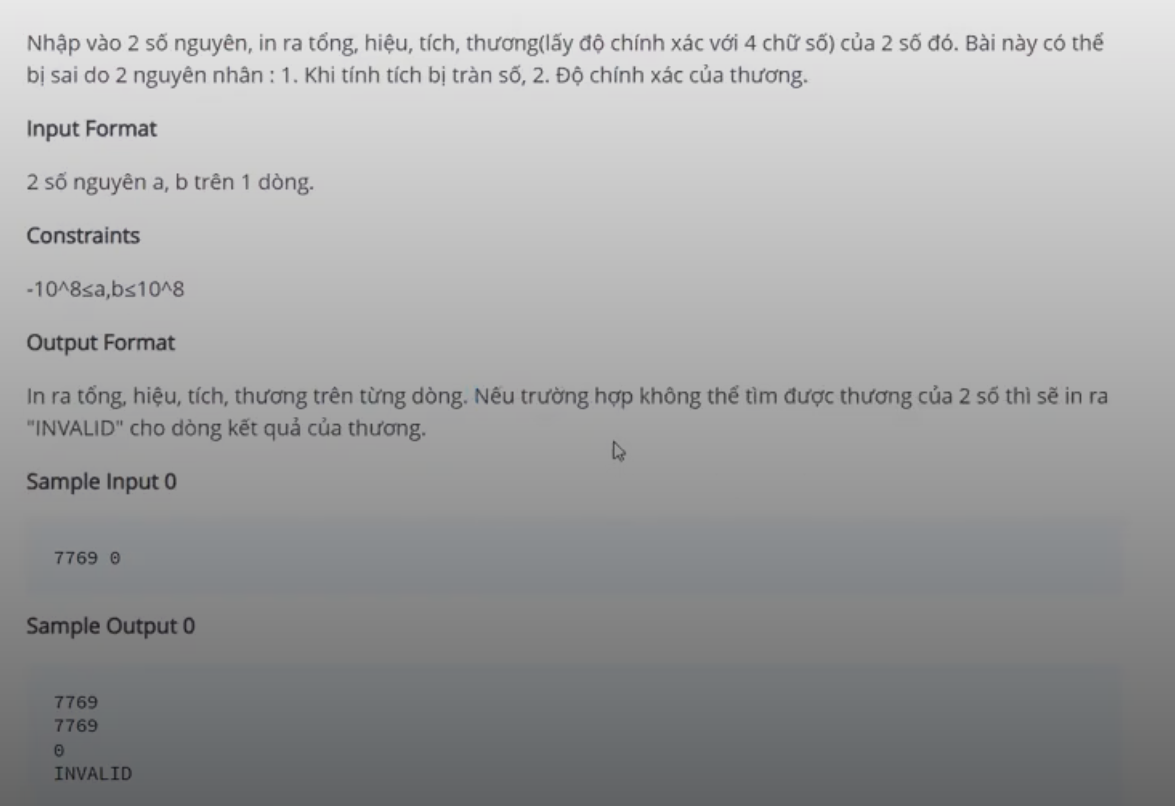 Nhập vào 2 số nguyên, in ra tổng, hiệu, tích, thương(lấy độ chính xác với 4 chữ số) của 2 số đó. Bài này có thể
bị sai do 2 nguyên nhân : 1. Khi tính tích bị tràn số, 2. Độ chính xác của thương.
Input Format
2 số nguyên a, b trên 1 dòng.
Constraints
-10^8≤a,b≤10^8
Output Format
In ra tổng, hiệu, tích, thương trên từng dòng. Nếu trường hợp không thể tìm được thương của 2 số thì sẽ in ra
"INVALID" cho dòng kết quả của thương.
Sample Input 0
7769 0
Sample Output 0
7769
7769
0
INVALID